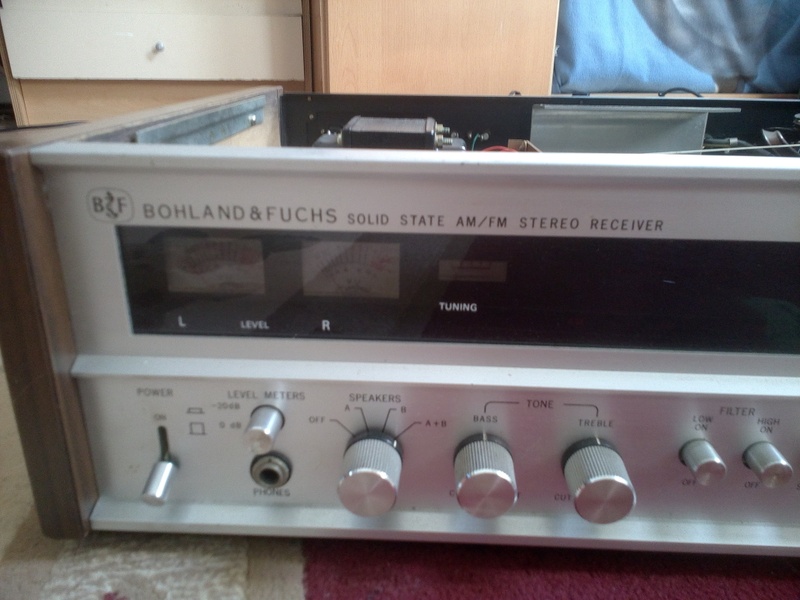 B F BOHLAND & FUCHS SOLID STATE AM/FM STEREO RECEIVER
L LEVEL R
TUNING
POWER
ON
LEVEL METERS
-20dB
0 dB
PHONES
SPEAKERS
OFF A B A+B
TONE
BASS TREBLE
FILTER
LOW HIGH
ON ON
OFF OFF